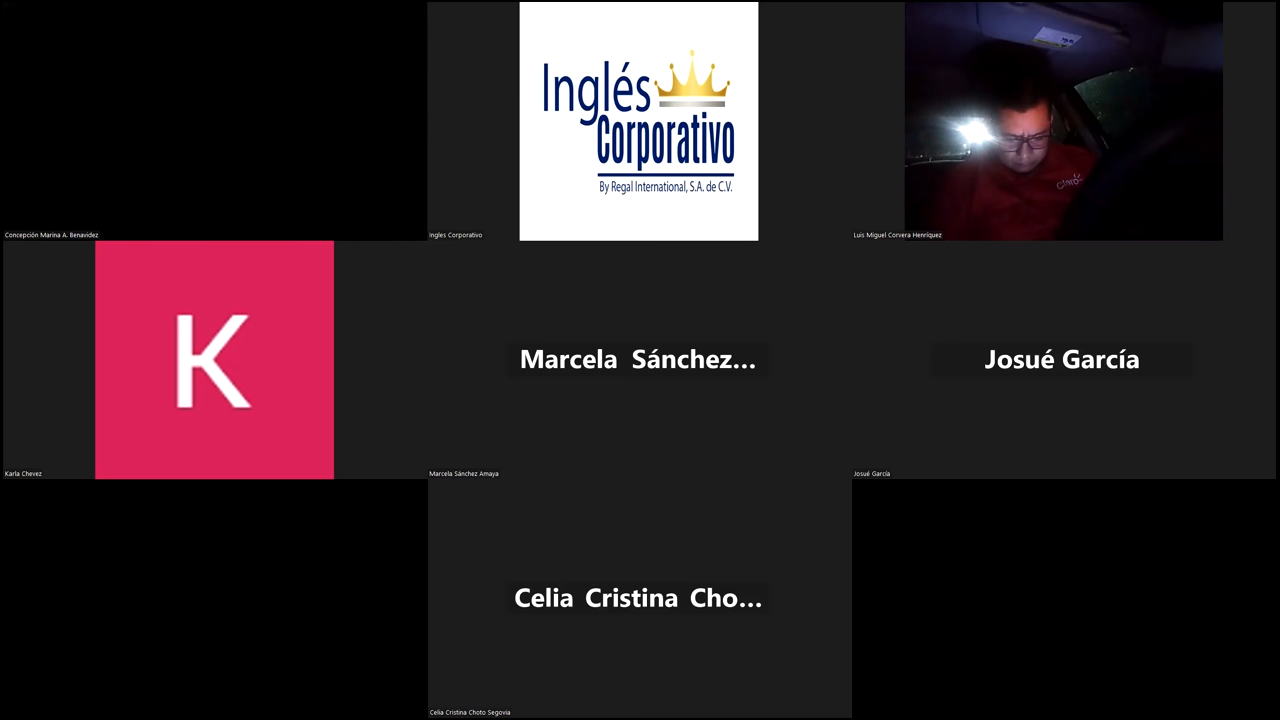 Inglés
Corporativo
By Regal International, S.A. de C.V.
Claro
Concepción Marina A. Benavidez
Ingles Corporativo
Luis Miguel Corvera Henríquez
K
Marcela Sánchez...
Josué García
Karla Chevez
Marcela Sánchez Amaya
Josué García
Celia Cristina Cho...
Celia Cristina Choto Segovia